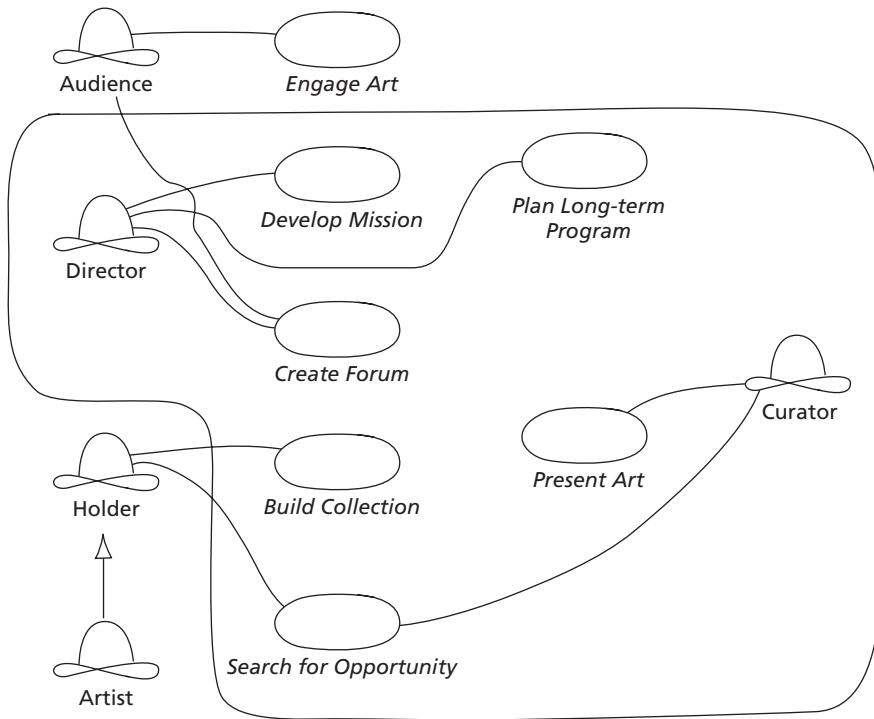 Audience
Engage Art
Develop Mission
Plan Long-term
Program
Director
Create Forum
Curator
Present Art
Holder
Build Collection
Search for Opportunity
Artist